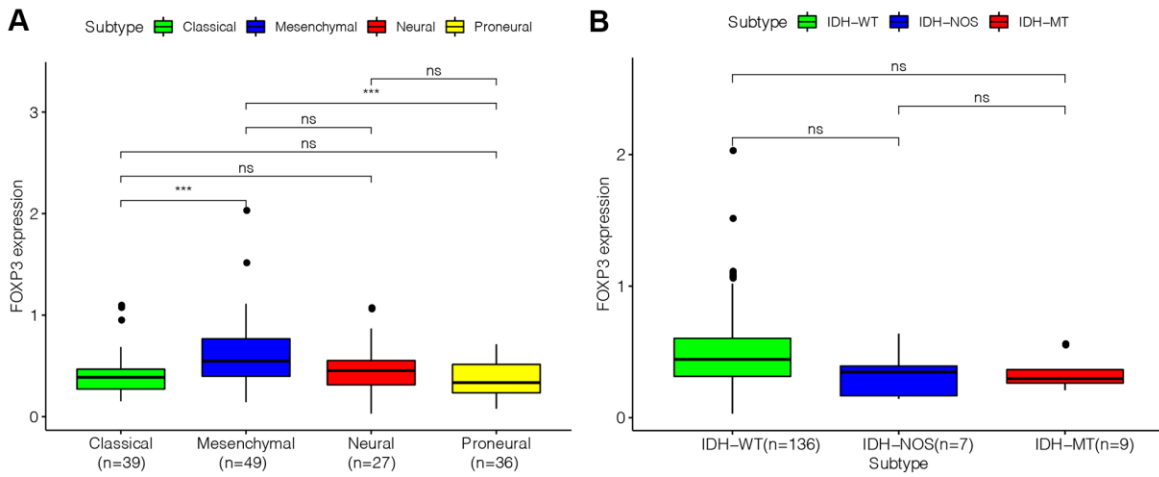 A
Subtype Classical Mesenchymal Neural Proneural
FOXP3 expression
3
2
1
0
ns
***
ns
ns
ns
***
Classical Mesenchymal Neural Proneural
(n=39) (n=49) (n=27) (n=36)
B
Subtype IDH-WT IDH-NOS IDH-MT
FOXP3 expression
2
1
0
ns
ns
ns
IDH-WT(n=136) IDH-NOS(n=7) IDH-MT(n=9)
Subtype